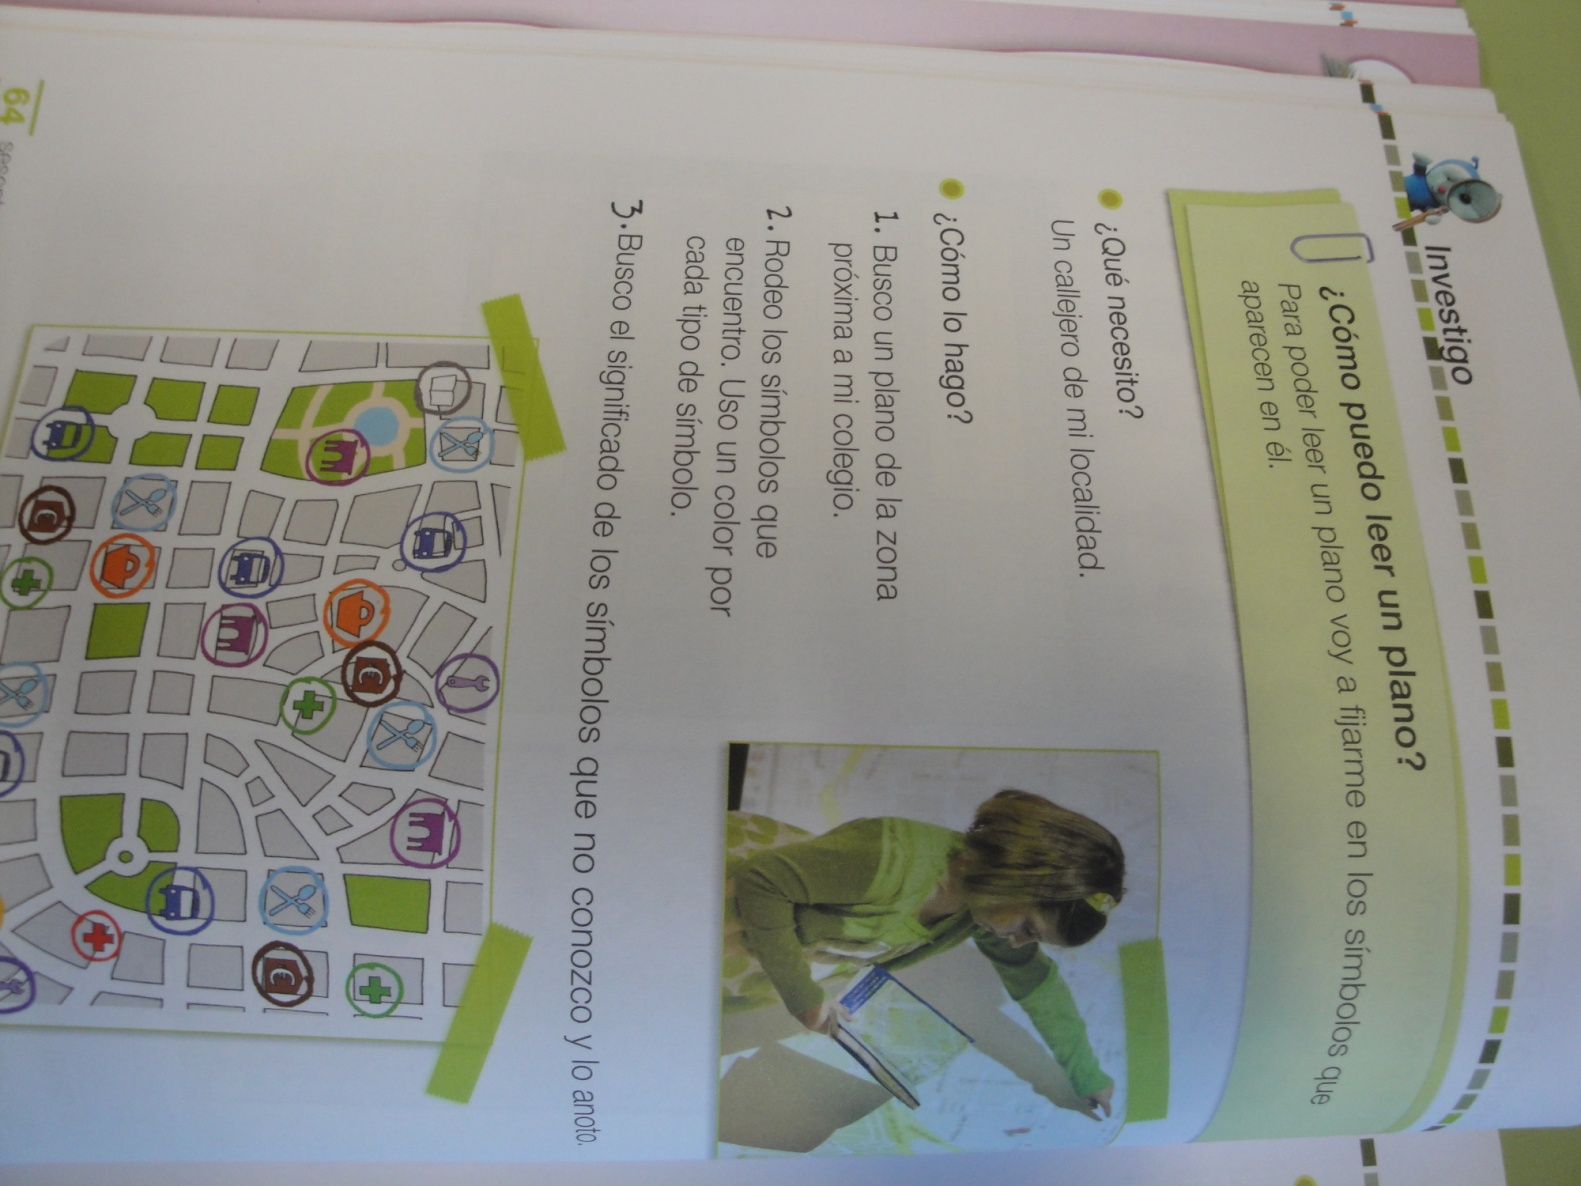 Investigo
¿Cómo puedo leer un plano?
Para poder leer un plano voy a fijarme en los símbolos que
aparecen en él.
¿Qué necesito?
Un callejero de mi localidad.
¿Cómo lo hago?
1. Busco un plano de la zona
próxima a mi colegio.
2. Rodeo los símbolos que
encuentro. Uso un color por
cada tipo de símbolo.
3. Busco el significado de los símbolos que no conozco y lo anoto.
64